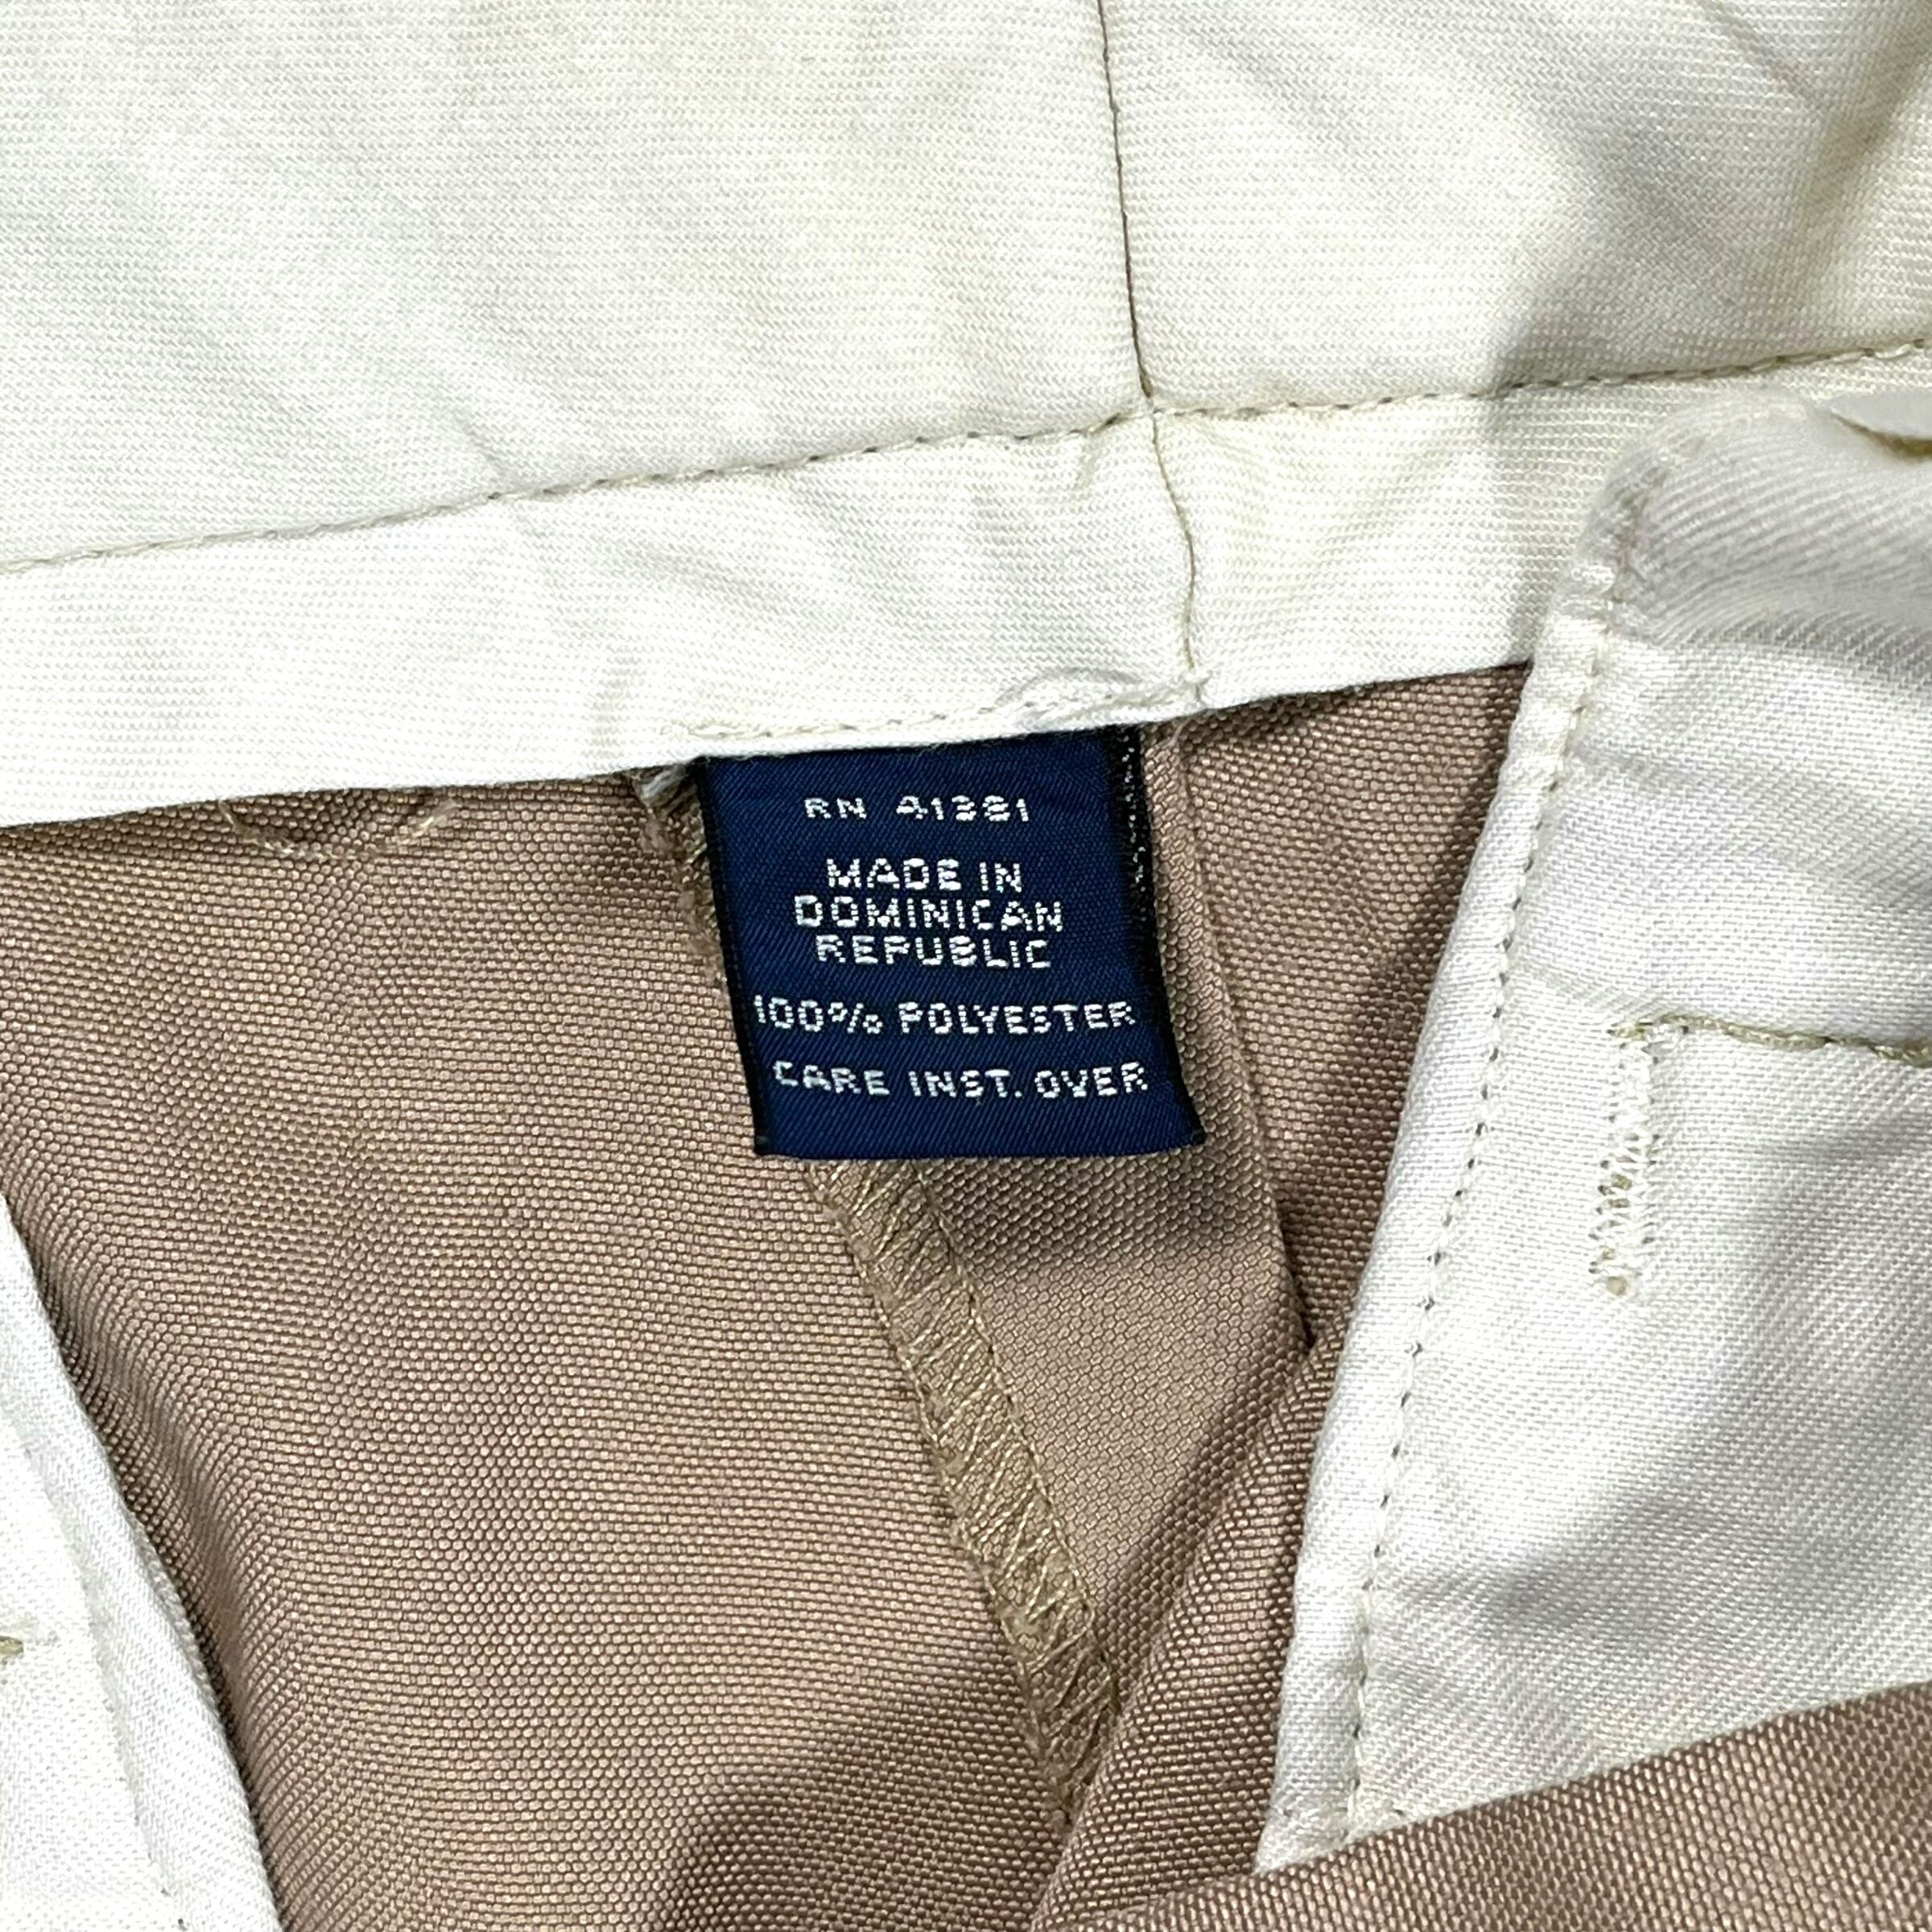 RN 41381
MADE IN
DOMINICAN
REPUBLIC
100% POLYESTER
CARE INST. OVER